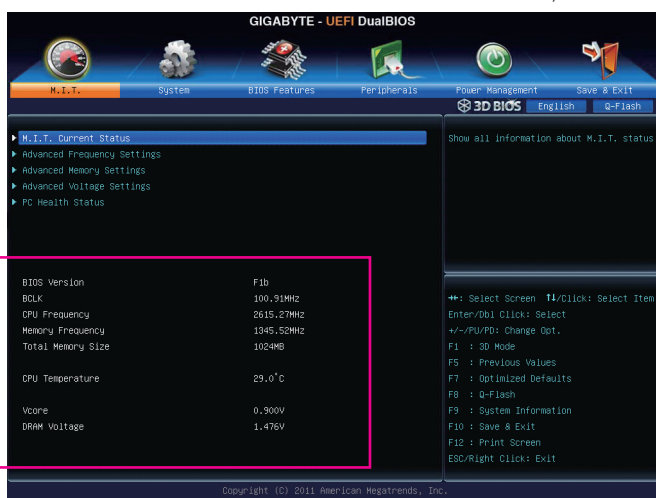 GIGABYTE - UEFI DualBIOS
M.I.T. System BIOS Features Peripherals Power Management Save & Exit
3D BIOS English Q-Flash
M.I.T. Current Status
Advanced Frequency Settings
Advanced Memory Settings
Advanced Voltage Settings
PC Health Status
Show all information about M.I.T. status
BIOS Version F1b
BCLK 100.91MHz
CPU Frequency 2615.27MHz
Memory Frequency 1345.52MHz
Total Memory Size 1024MB
CPU Temperature 29.0°C
Vcore 0.900V
DRAM Voltage 1.476V
→←: Select Screen ↑↓/Click: Select Item
Enter/Dbl Click: Select
+/-/PU/PD: Change Opt.
F1 : 3D Mode
F5 : Previous Values
F7 : Optimized Defaults
F8 : Q-Flash
F9 : System Information
F10 : Save & Exit
F12 : Print Screen
ESC/Right Click: Exit
Copyright (C) 2011 American Megatrends, Inc.